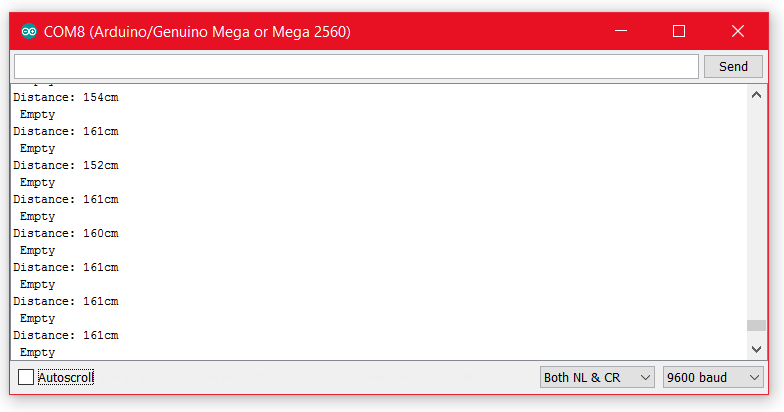 COM8 (Arduino/Genuino Mega or Mega 2560)
Send
Distance: 154cm
Empty
Distance: 161cm
Empty
Distance: 152cm
Empty
Distance: 161cm
Empty
Distance: 160cm
Empty
Distance: 161cm
Empty
Distance: 161cm
Empty
Distance: 161cm
Empty
Autoscroll
Both NL & CR
9600 baud